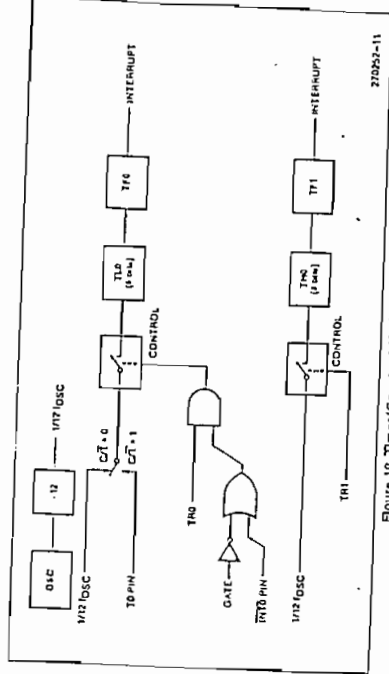 OSC
÷12
1/12 fOSC
1/12 fOSC
C/T̅ = 0
C/T̅ = 1
T0 PIN
CONTROL
TL0
(8 Bits)
TF0
INTERRUPT
TR0
GATE
I̅N̅T̅0̅ PIN
1/12 fOSC
CONTROL
TR1
TH0
(8 Bits)
TF1
INTERRUPT
270252-11